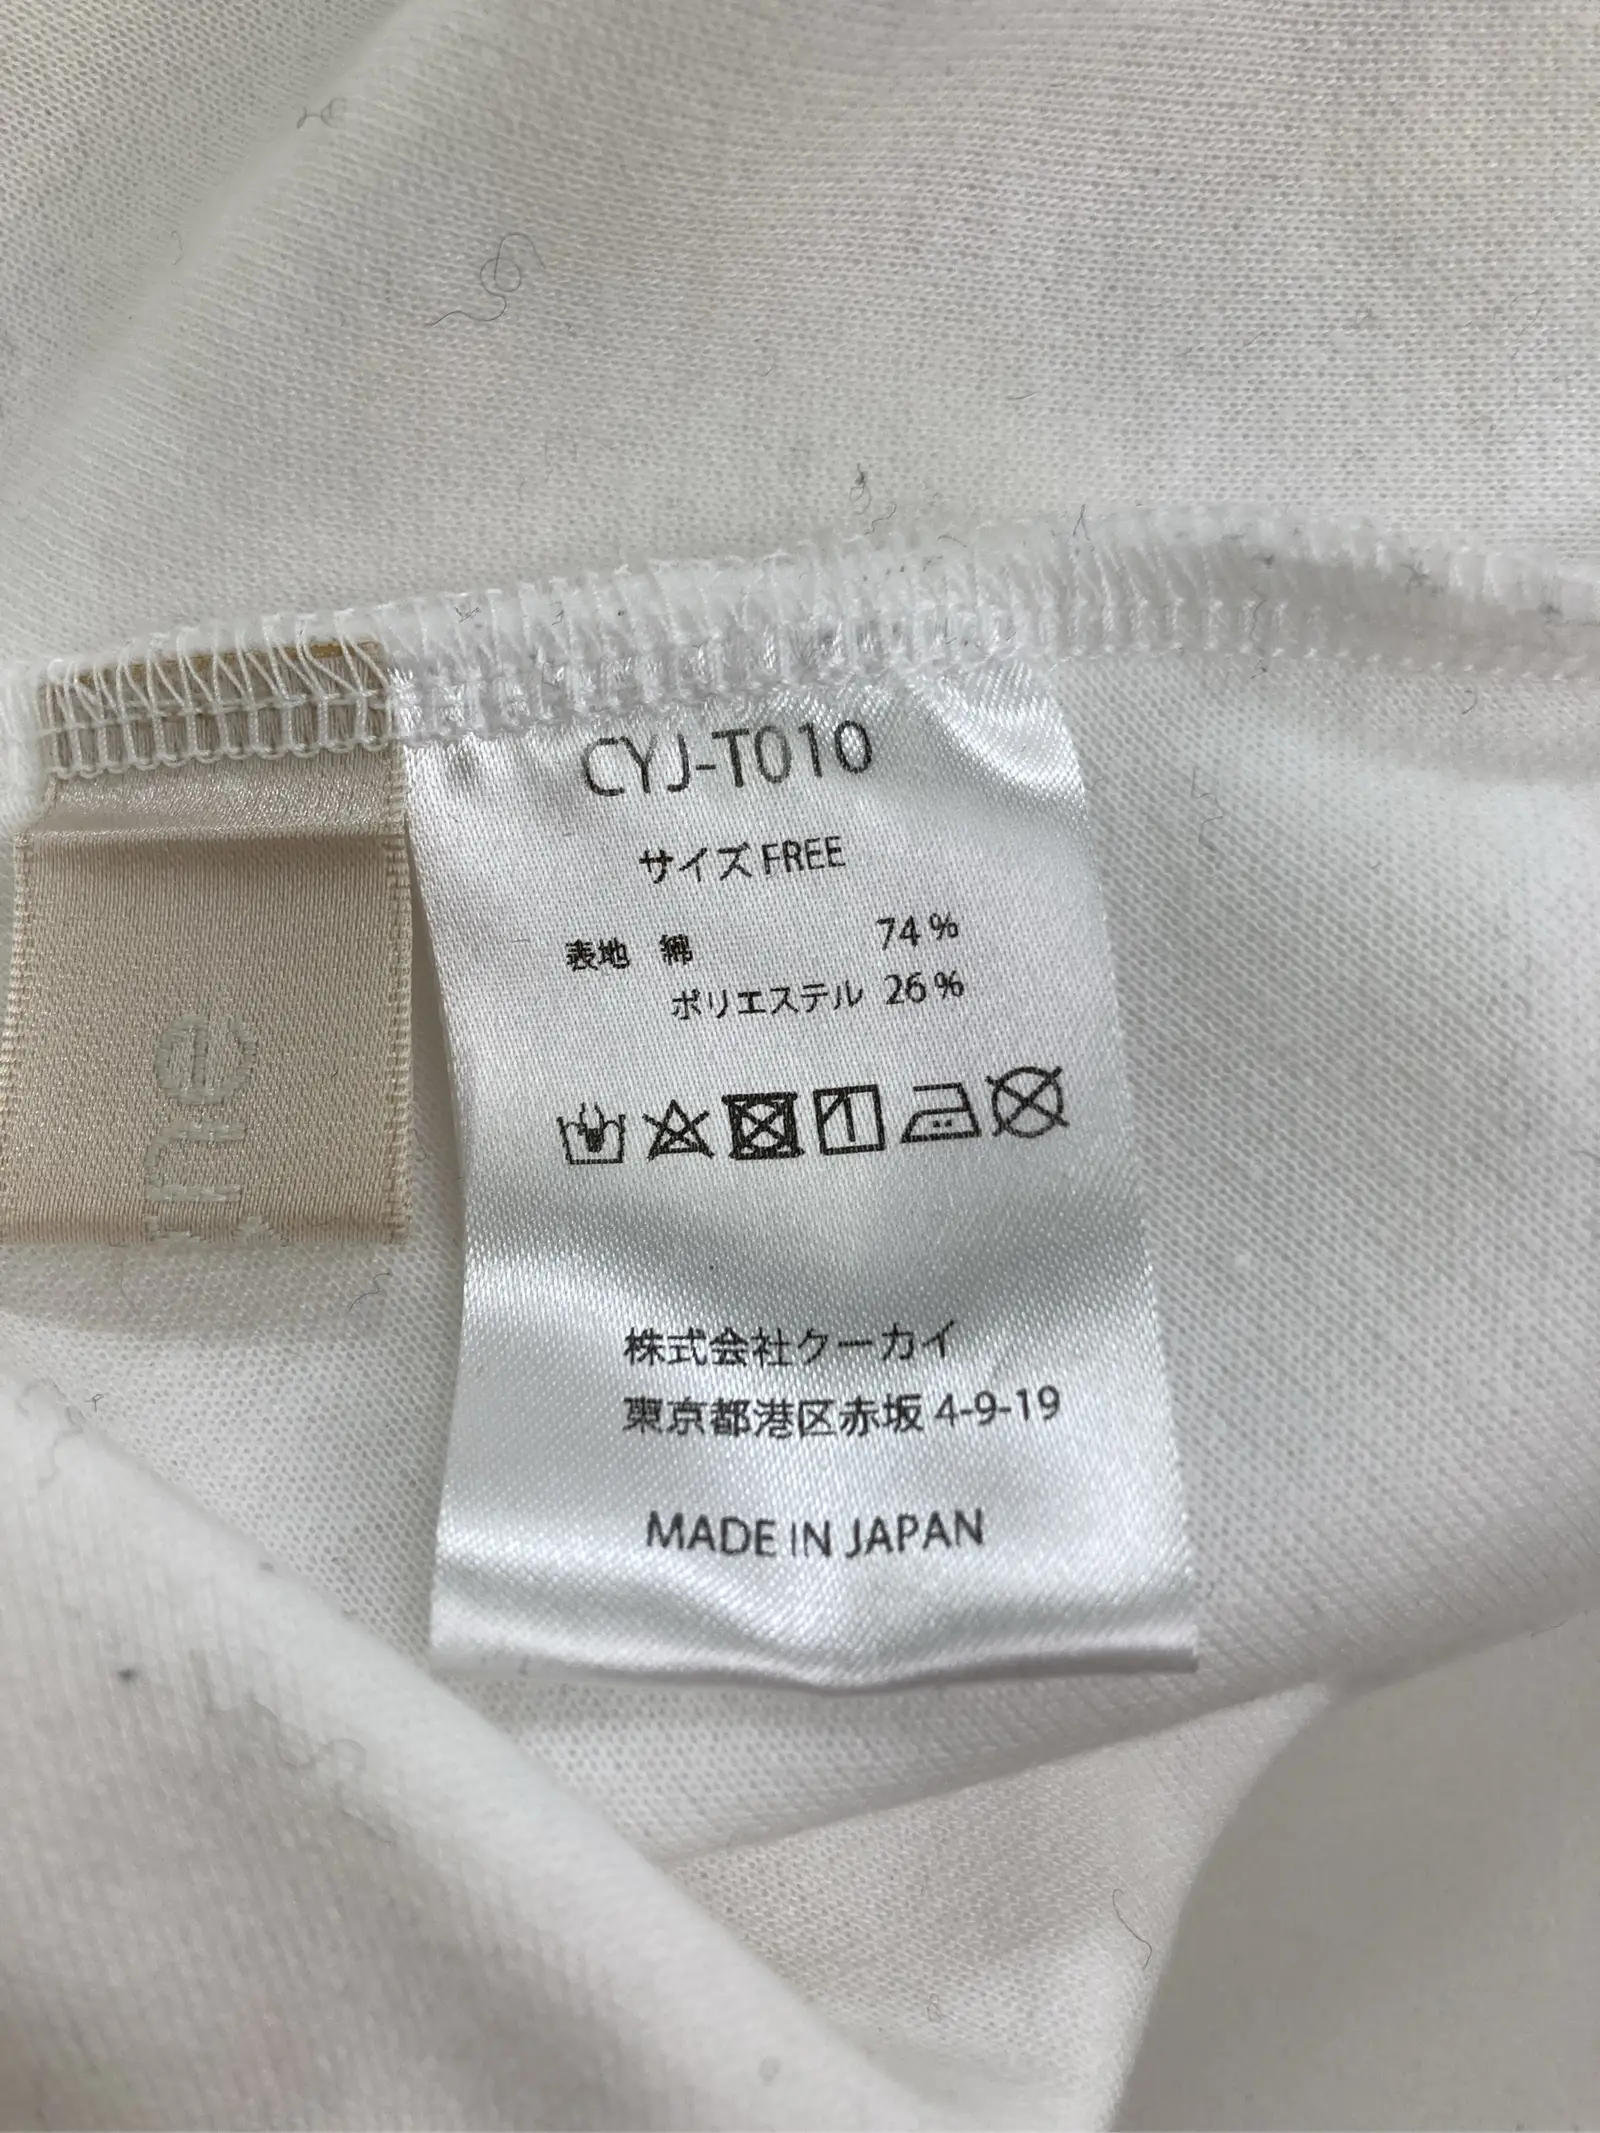 CYJ-T010
サイズ FREE
表地 綿 74%
ポリエステル 26%
株式会社クーカイ
東京都港区赤坂 4-9-19
MADE IN JAPAN